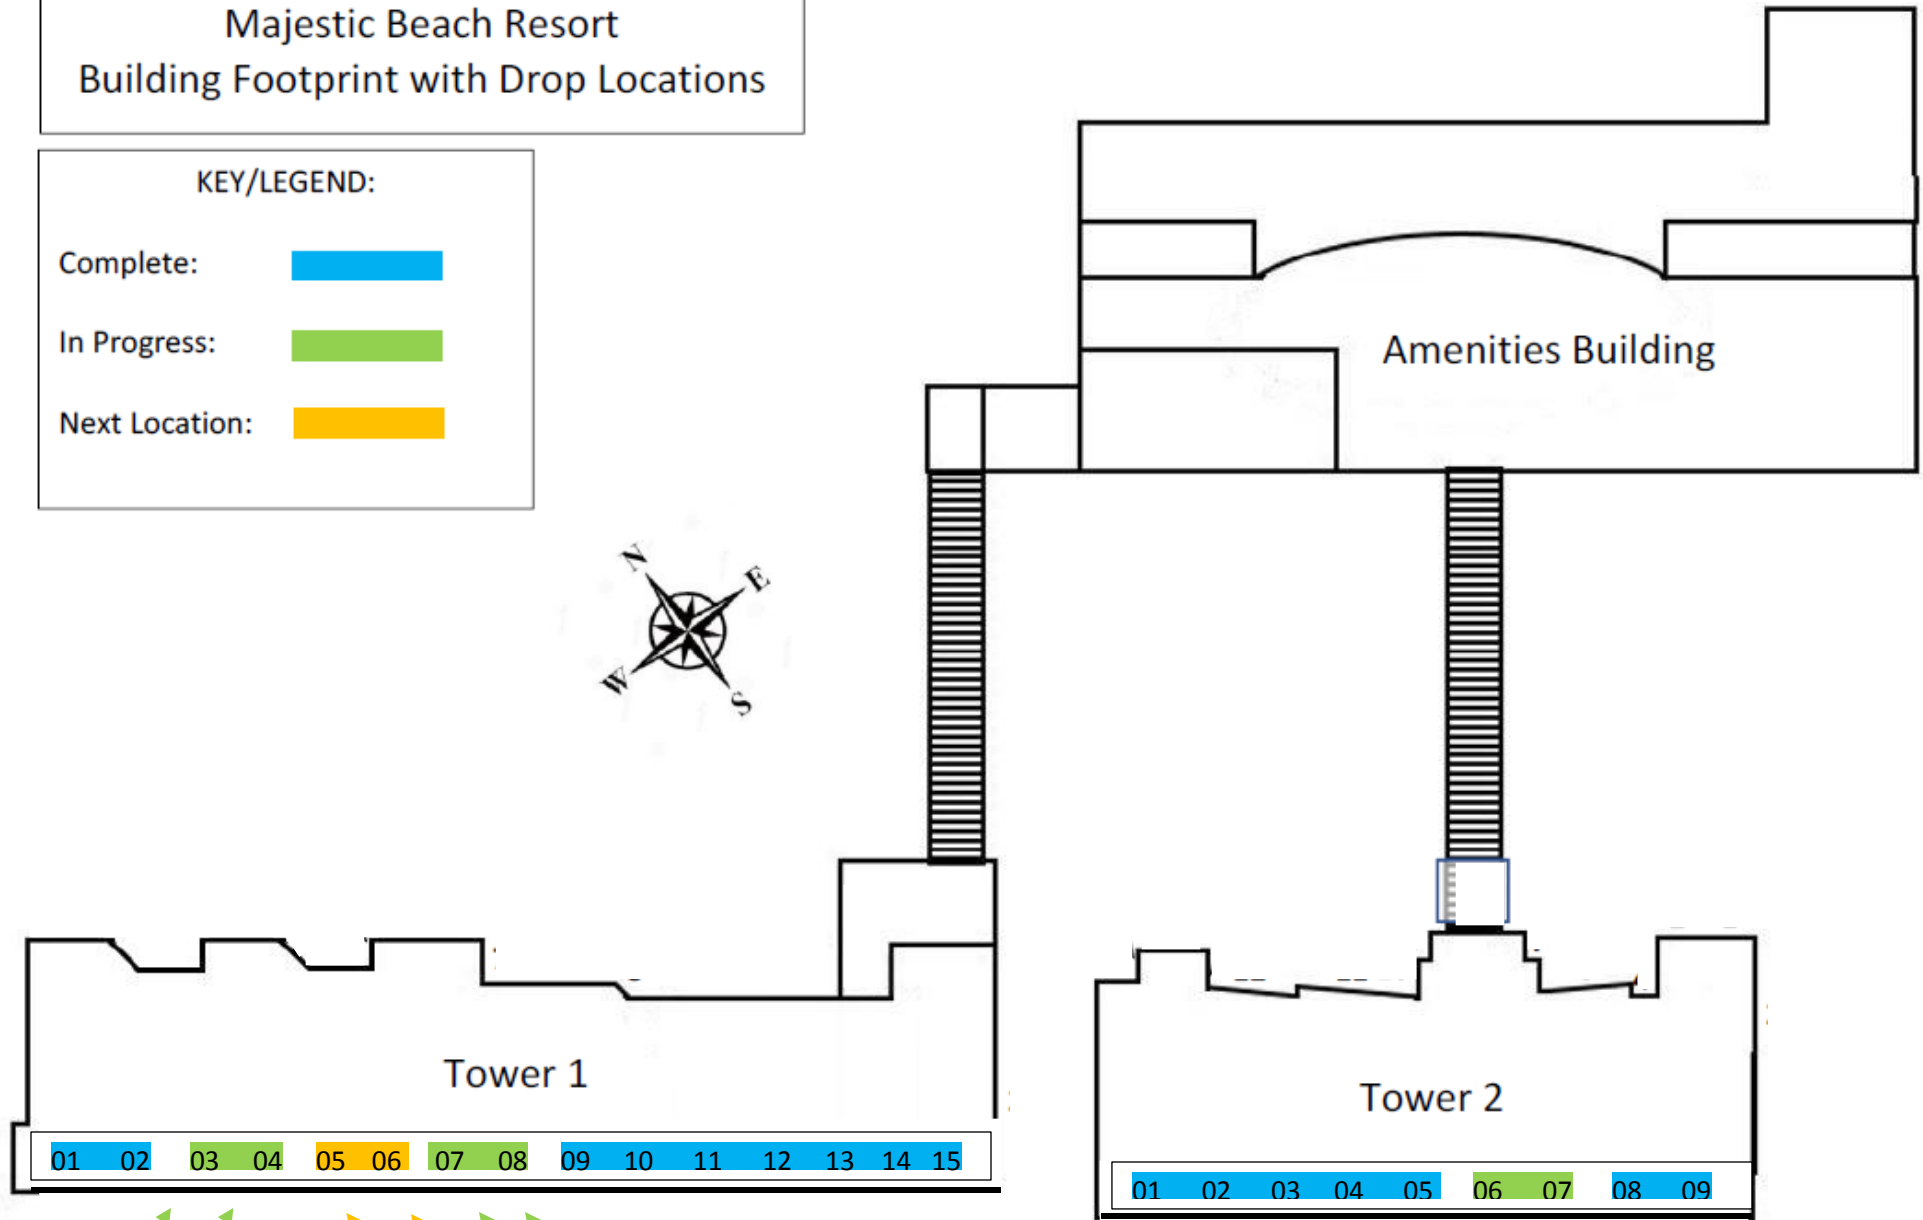 Majestic Beach Resort
Building Footprint with Drop Locations
KEY/LEGEND:
Complete:
In Progress:
Next Location:
Amenities Building
N
E
W
S
Tower 1
Tower 2
01 02 03 04 05 06 07 08 09 10 11 12 13 14 15
01 02 03 04 05 06 07 08 09